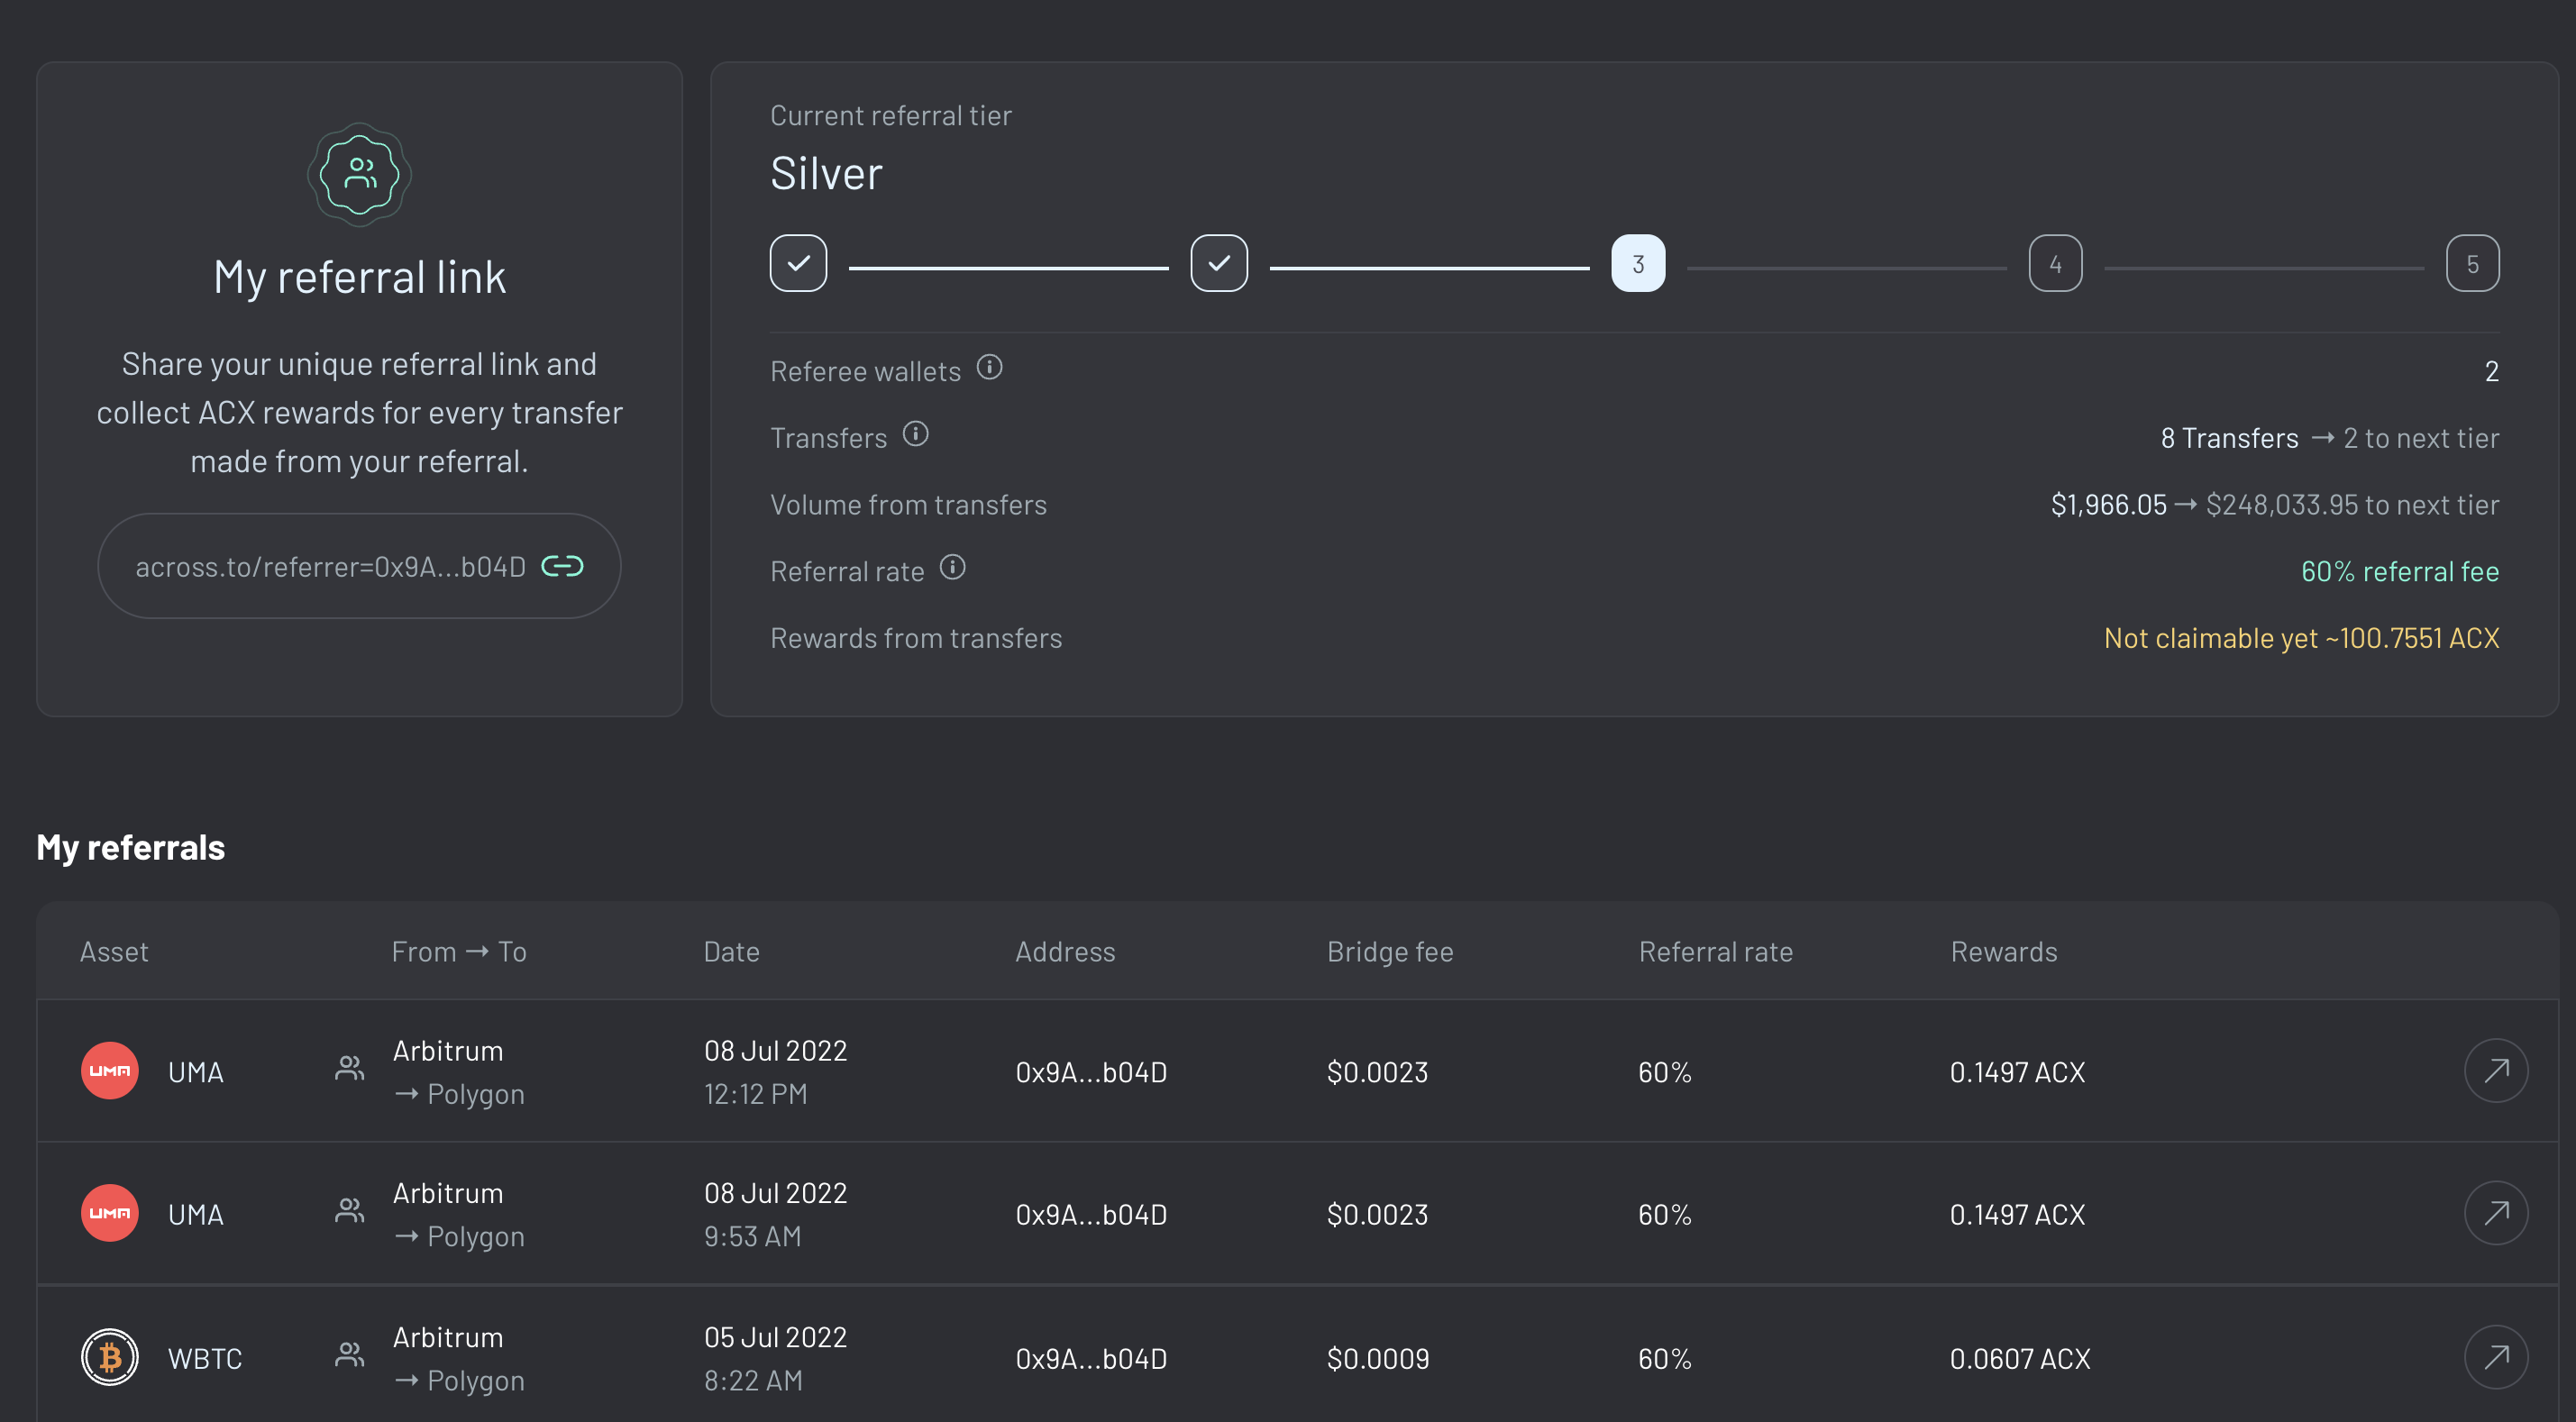 My referral link
Share your unique referral link and
collect ACX rewards for every transfer
made from your referral.
across.to/referrer=0x9A...b04D
Current referral tier
Silver
3 4 5
Referee wallets 2
Transfers 8 Transfers → 2 to next tier
Volume from transfers $1,966.05 → $248,033.95 to next tier
Referral rate 60% referral fee
Rewards from transfers Not claimable yet ~100.7551 ACX
My referrals
Asset From → To Date Address Bridge fee Referral rate Rewards
UMA UMA Arbitrum → Polygon 08 Jul 2022 12:12 PM 0x9A...b04D $0.0023 60% 0.1497 ACX
UMA UMA Arbitrum → Polygon 08 Jul 2022 9:53 AM 0x9A...b04D $0.0023 60% 0.1497 ACX
WBTC Arbitrum → Polygon 05 Jul 2022 8:22 AM 0x9A...b04D $0.0009 60% 0.0607 ACX